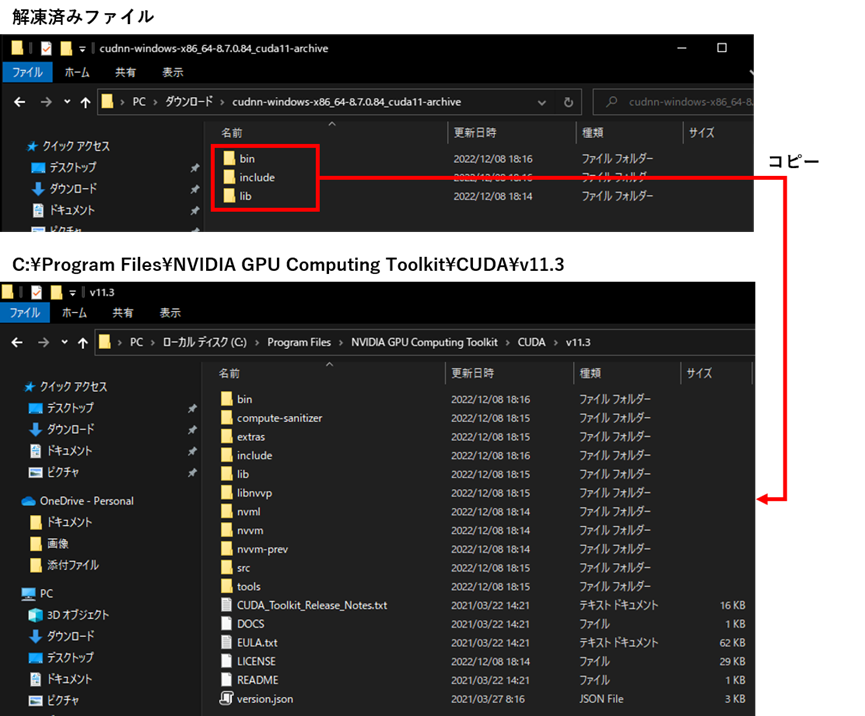 解凍済みファイル
cudnn-windows-x86_64-8.7.0.84_cuda11-archive
ファイル ホーム 共有 表示
PC ダウンロード cudnn-windows-x86_64-8.7.0.84_cuda11-archive cudnn-windows-x86_64-8
名前 更新日時 種類 サイズ
クイック アクセス
デスクトップ
ダウンロード
ドキュメント
ピクチャ
bin 2022/12/08 18:16 ファイル フォルダー
include 2022/12/08 18:16 ファイル フォルダー
lib 2022/12/08 18:14 ファイル フォルダー
コピー
C:¥Program Files¥NVIDIA GPU Computing Toolkit¥CUDA¥v11.3
v11.3
ファイル ホーム 共有 表示
PC ローカル ディスク (C:) Program Files NVIDIA GPU Computing Toolkit CUDA v11.3
名前 更新日時 種類 サイズ
クイック アクセス
デスクトップ
ダウンロード
ドキュメント
ピクチャ
OneDrive - Personal
ドキュメント
画像
添付ファイル
PC
3D オブジェクト
ダウンロード
デスクトップ
ドキュメント
ピクチャ
bin 2022/12/08 18:16 ファイル フォルダー
compute-sanitizer 2022/12/08 18:15 ファイル フォルダー
extras 2022/12/08 18:15 ファイル フォルダー
include 2022/12/08 18:16 ファイル フォルダー
lib 2022/12/08 18:15 ファイル フォルダー
libnvvp 2022/12/08 18:15 ファイル フォルダー
nvml 2022/12/08 18:14 ファイル フォルダー
nvvm 2022/12/08 18:14 ファイル フォルダー
nvvm-prev 2022/12/08 18:14 ファイル フォルダー
src 2022/12/08 18:15 ファイル フォルダー
tools 2022/12/08 18:15 ファイル フォルダー
CUDA_Toolkit_Release_Notes.txt 2021/03/22 14:21 テキスト ドキュメント 16 KB
DOCS 2021/03/22 14:21 ファイル 1 KB
EULA.txt 2021/03/22 14:21 テキスト ドキュメント 62 KB
LICENSE 2022/12/08 18:14 ファイル 29 KB
README 2021/03/22 14:21 ファイル 1 KB
version.json 2021/03/27 8:16 JSON File 3 KB